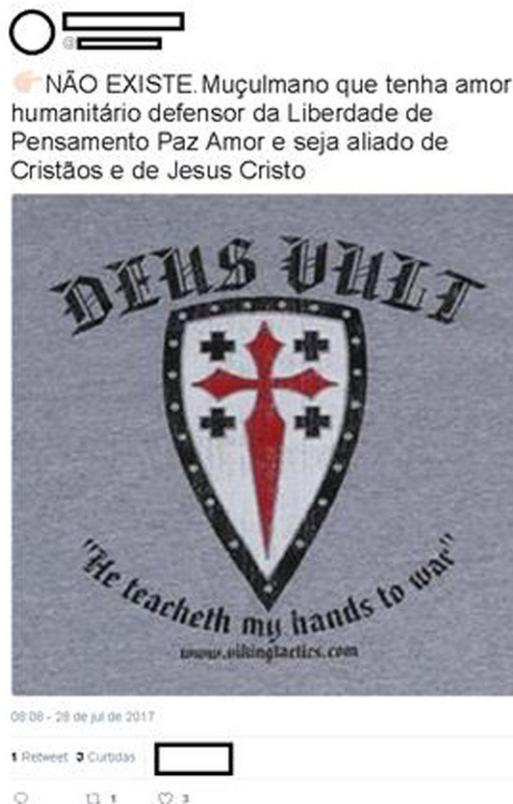 @
NÃO EXISTE. Muçulmano que tenha amor
humanitário defensor da Liberdade de
Pensamento Paz Amor e seja aliado de
Cristãos e de Jesus Cristo
DEUS VULT
"He teacheth my hands to war"
www.vikingtactics.com
08:08 - 28 de jul de 2017
1 Retweet 3 Curtidas
1 3